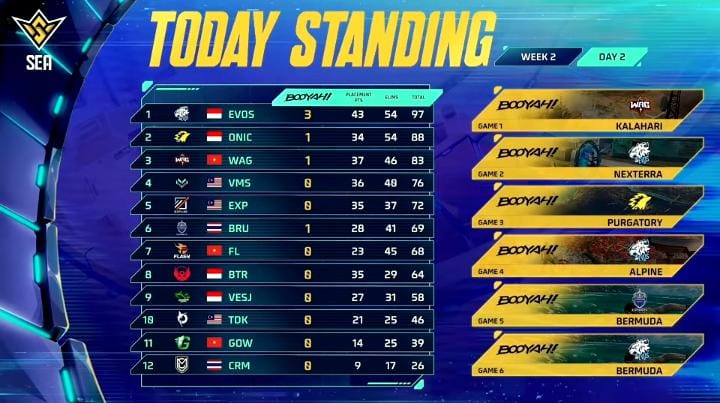 SEA
TODAY STANDING
WEEK 2
DAY 2
BOOYAH! PLACEMENT PTS. ELIMS TOTAL
1 EVOS 3 43 54 97
2 ONIC 1 34 54 88
3 WAG 1 37 46 83
4 VMS 0 36 40 76
5 EXP 0 35 37 72
6 BRU 1 28 41 69
7 FL 0 23 45 68
8 BTR 0 35 29 64
9 VESJ 0 27 31 58
10 TDK 0 21 25 46
11 GOW 0 14 25 39
12 CRM 0 9 17 26
BOOYAH! WAG
GAME 1 KALAHARI
BOOYAH!
GAME 2 NEXTERRA
BOOYAH!
GAME 3 PURGATORY
BOOYAH!
GAME 4 ALPINE
BOOYAH!
GAME 5 BERMUDA
BOOYAH!
GAME 6 BERMUDA